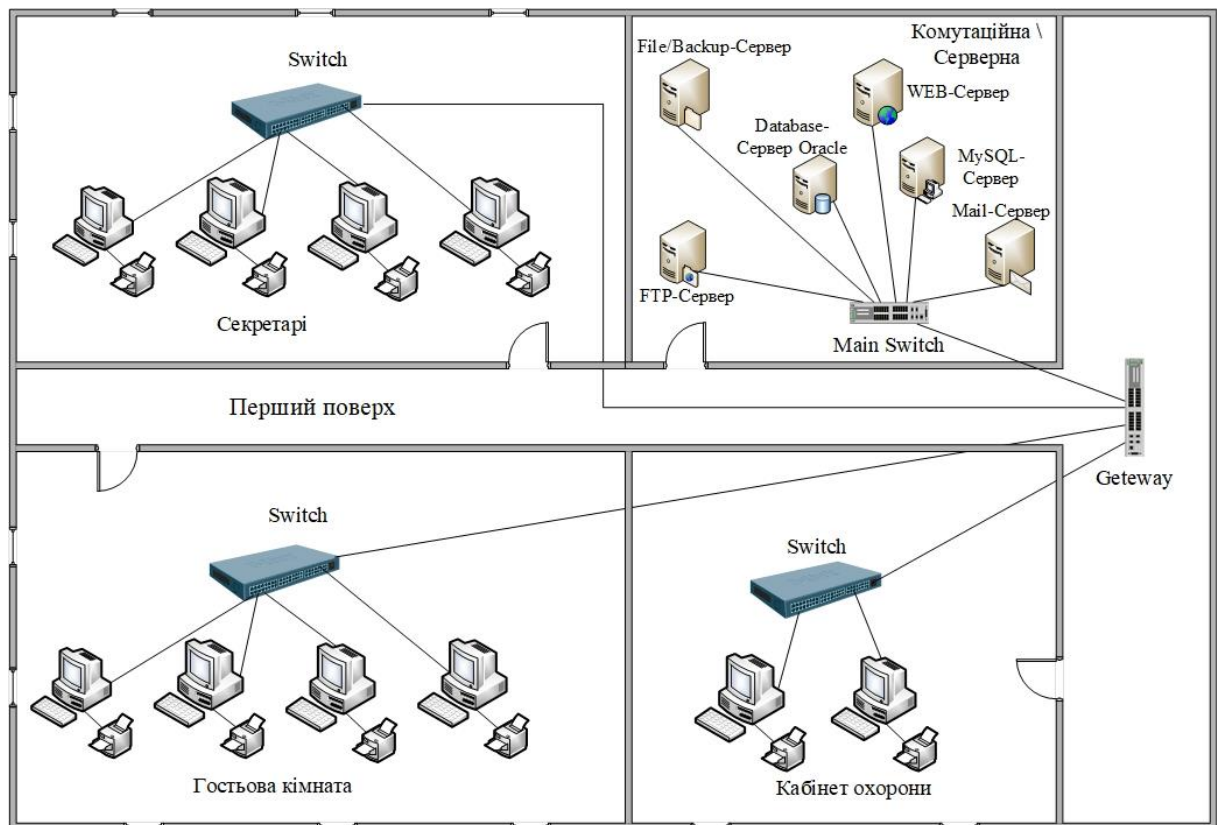 Switch
Секретарі
File/Backup-Сервер
Комутаційна \
Серверна
WEB-Сервер
Database-
Сервер Oracle
MySQL-
Сервер
Mail-Сервер
FTP-Сервер
Main Switch
Перший поверх
Geteway
Switch
Гостьова кімната
Switch
Кабінет охорони